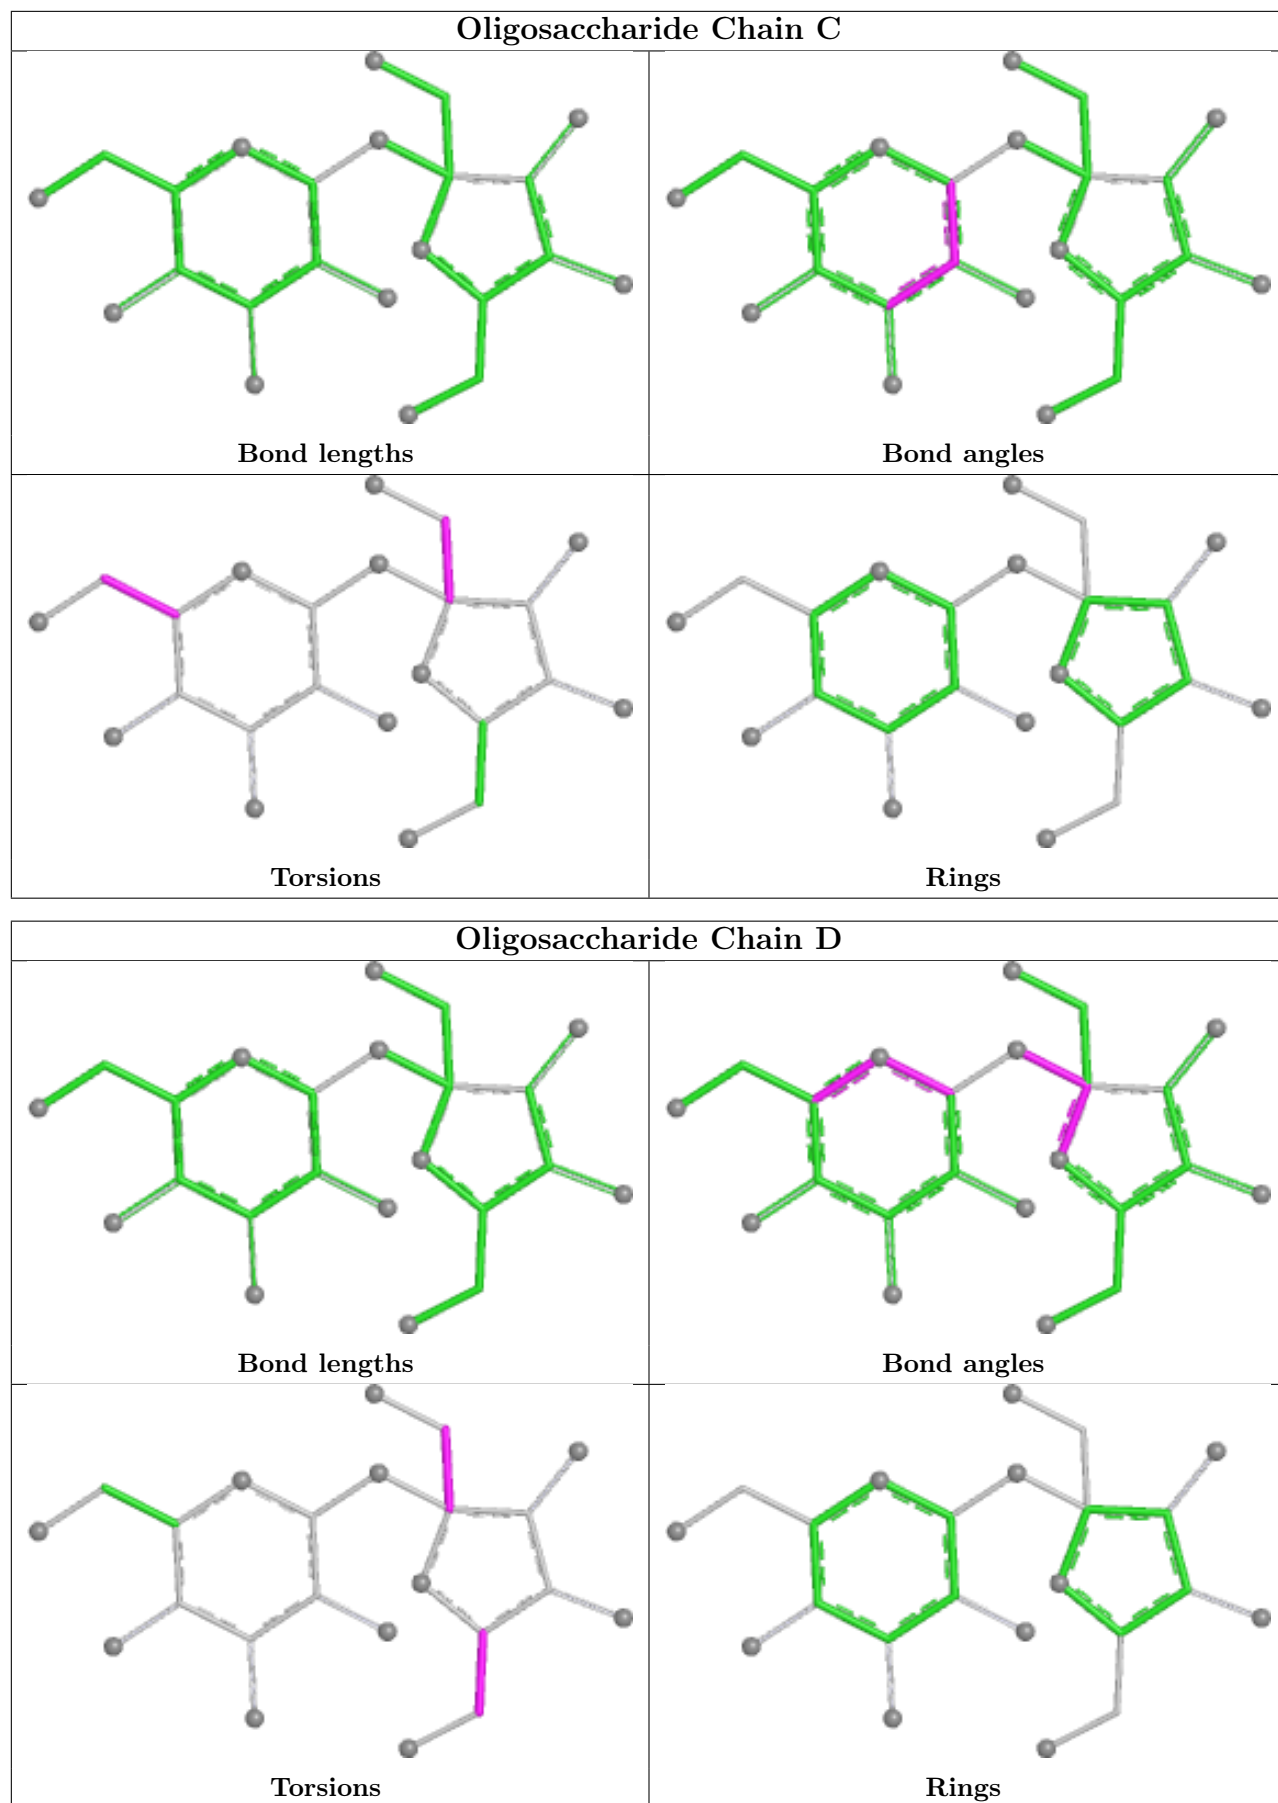 Oligosaccharide Chain C
Bond lengths
Bond angles
Torsions
Rings
Oligosaccharide Chain D
Bond lengths
Bond angles
Torsions
Rings